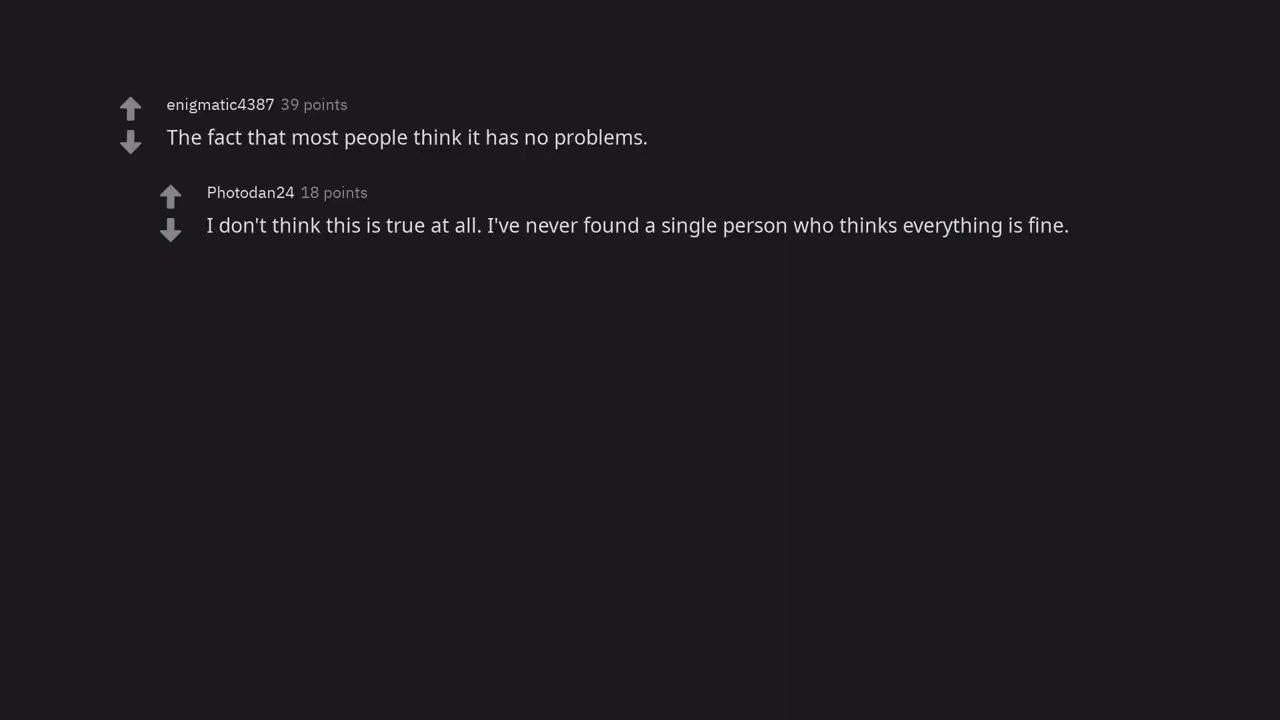 enigmatic4387 39 points
The fact that most people think it has no problems.
Photodan24 18 points
I don't think this is true at all. I've never found a single person who thinks everything is fine.